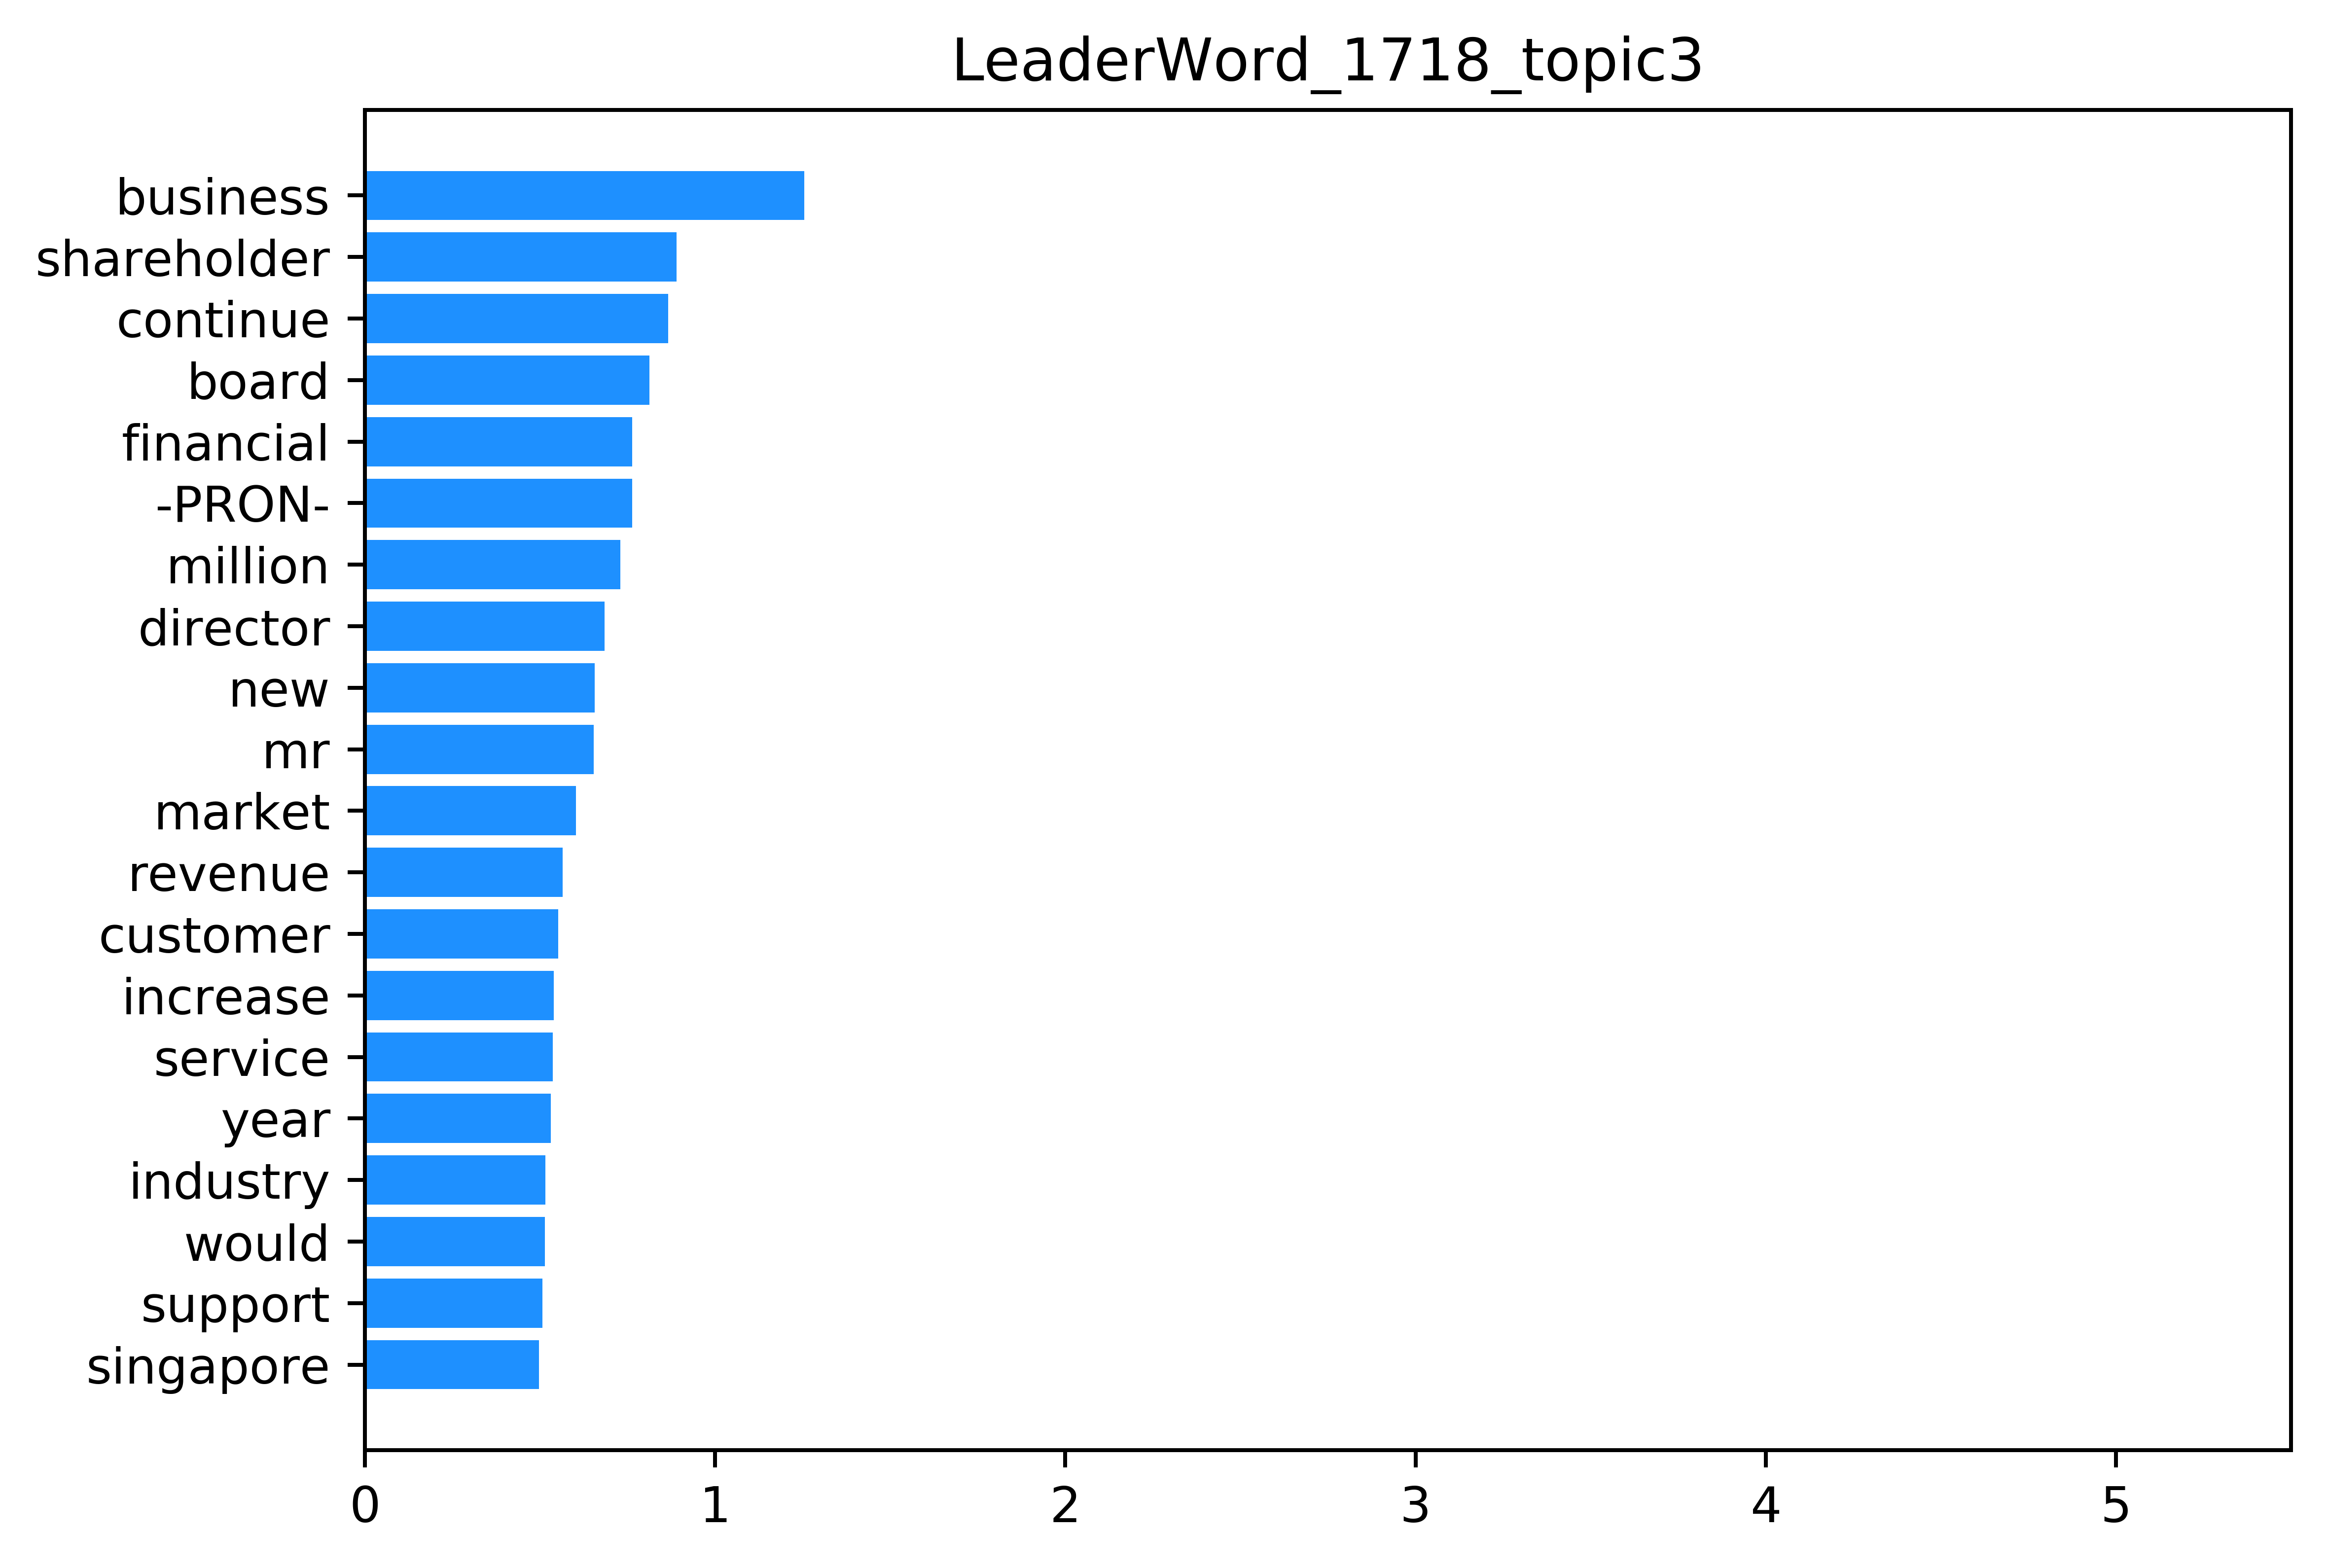 LeaderWord_1718_topic3
business
shareholder
continue
board
financial
-PRON-
million
director
new
mr
market
revenue
customer
increase
service
year
industry
would
support
singapore
0 1 2 3 4 5